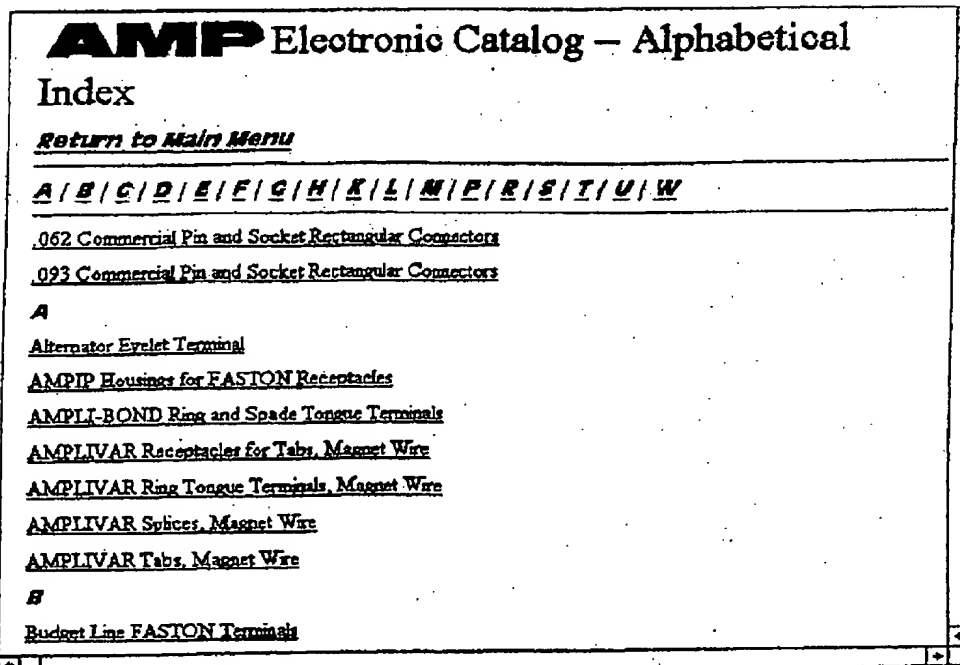 AMP Electronic Catalog – Alphabetical
Index
Return to Main Menu
A / B / C / D / E / F / G / H / K / L / M / P / R / S / T / U / W
.062 Commercial Pin and Socket Rectangular Connectors
.093 Commercial Pin and Socket Rectangular Connectors
A
Alternator Eyelet Terminal
AMPIP Housings for FASTON Receptacles
AMPLI-BOND Ring and Spade Tongue Terminals
AMPLIVAR Receptacles for Tabs, Magnet Wire
AMPLIVAR Ring Tongue Terminals, Magnet Wire
AMPLIVAR Splices, Magnet Wire
AMPLIVAR Tabs, Magnet Wire
B
Budget Line FASTON Terminals